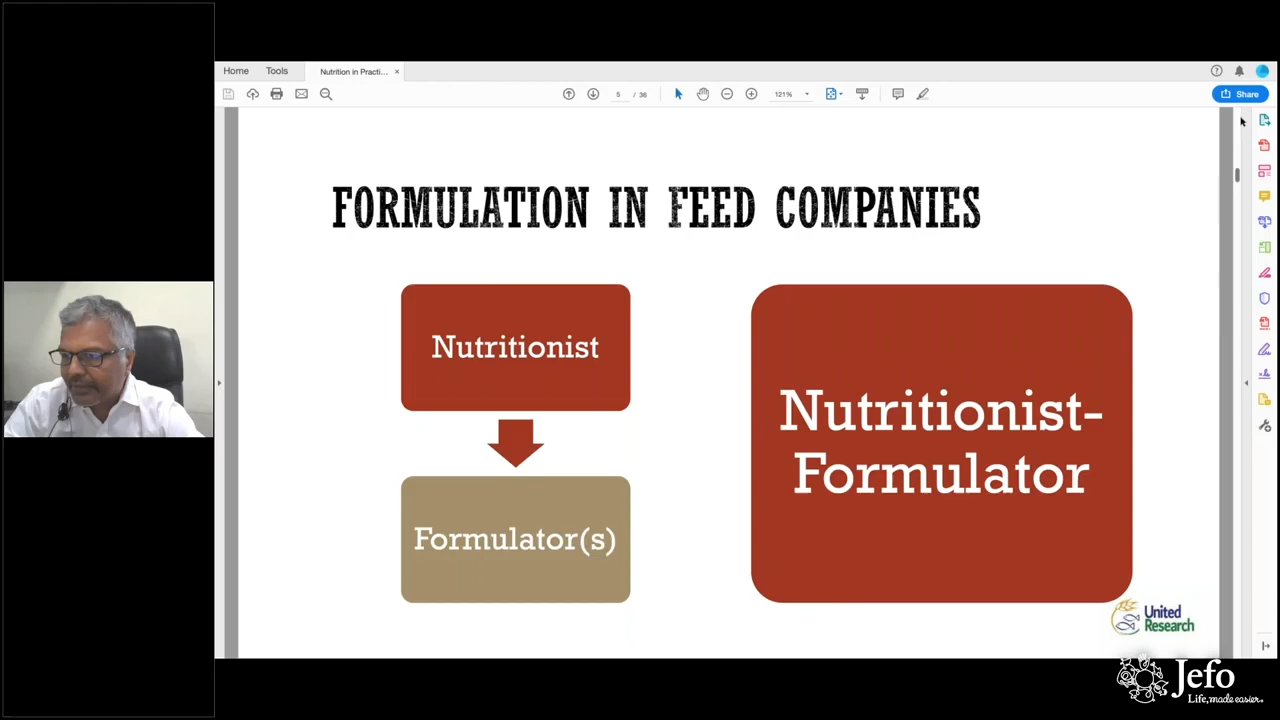 Home
Tools
Nutrition in Practi...
5 / 36
121%
Share
FORMULATION IN FEED COMPANIES
Nutritionist
Formulator(s)
Nutritionist-
Formulator
United
Research
Jefo
Life, made easier.